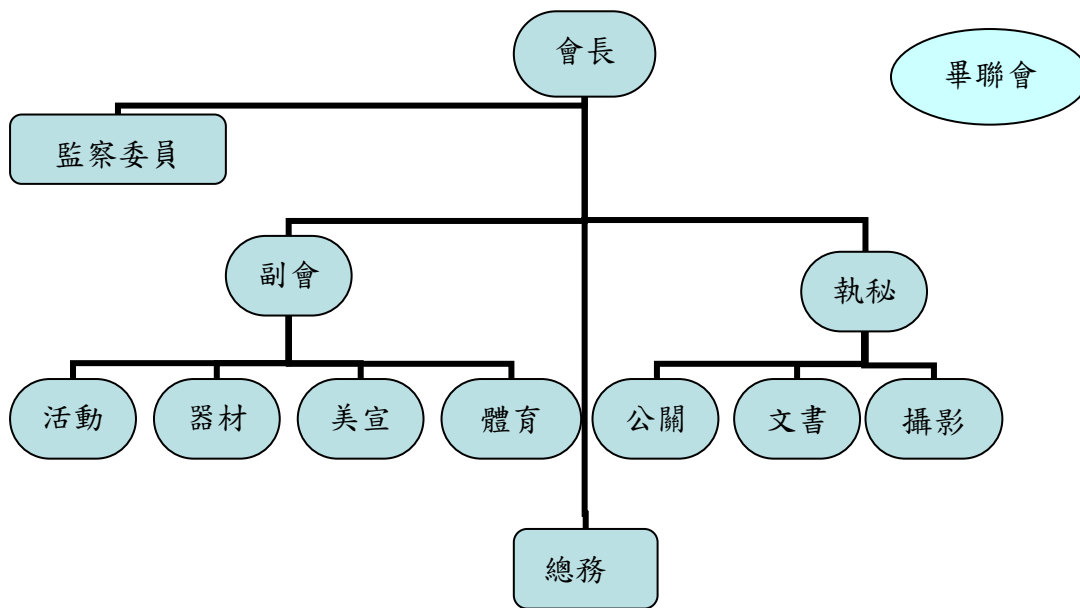 會長
畢聯會
監察委員
副會
執秘
活動
器材
美宣
體育
公關
文書
攝影
總務